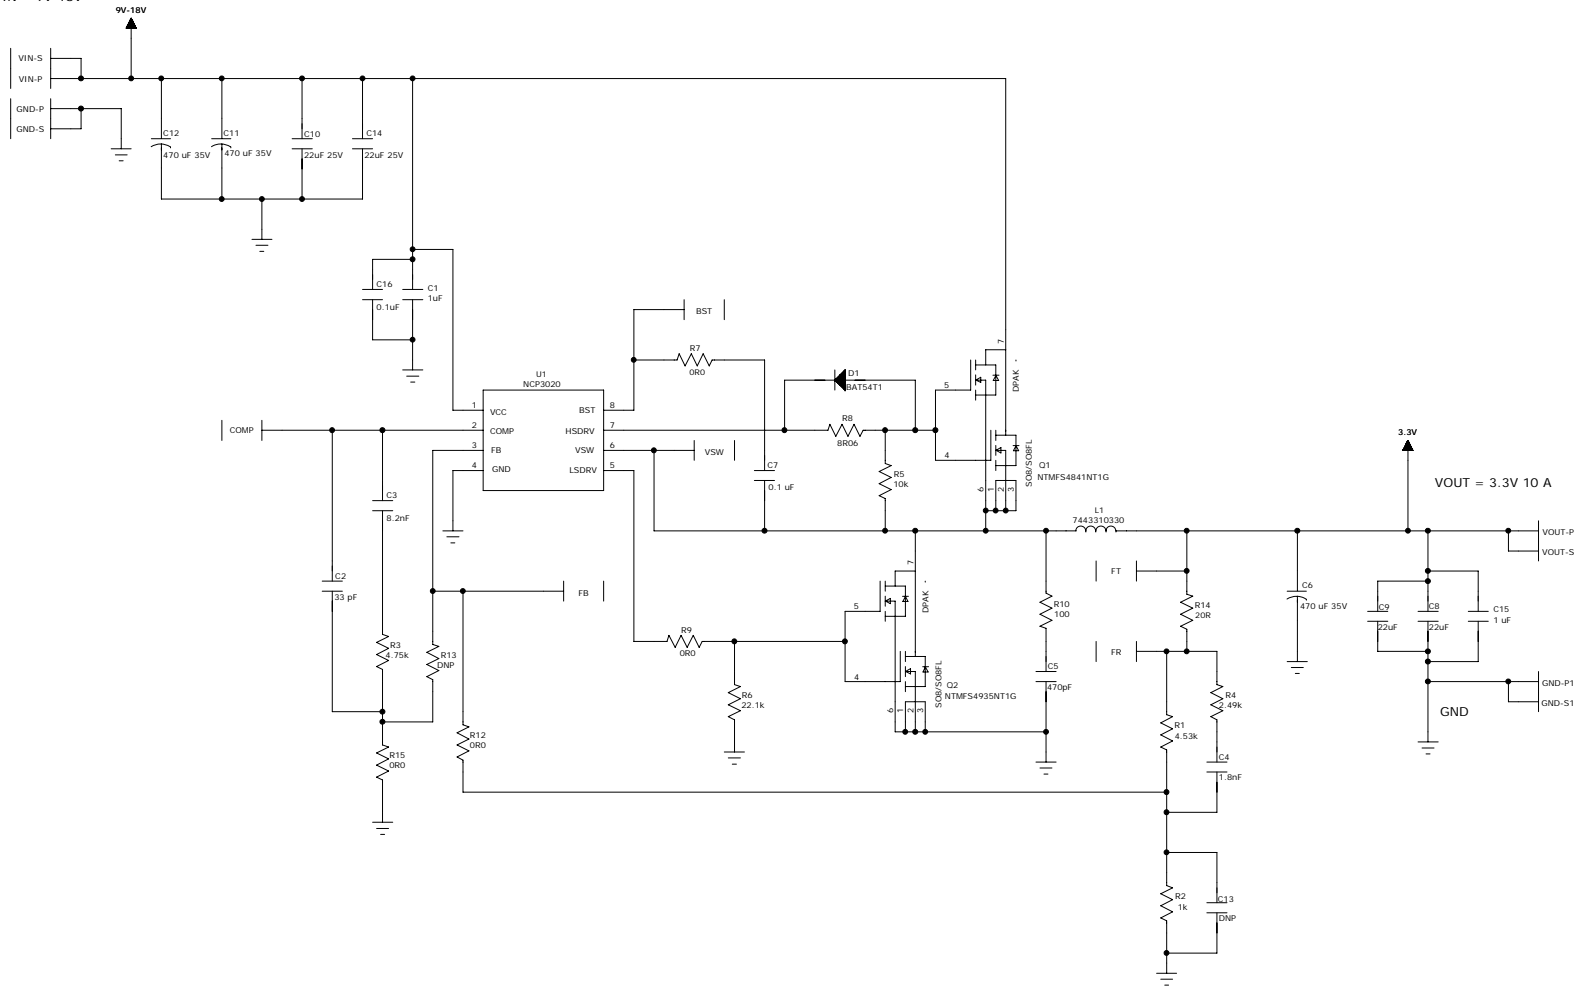 9V-18V
VIN-S
VIN-P
GND-P
GND-S
C12
470 uF 35V
C11
470 uF 35V
C10
22uF 25V
C14
22uF 25V
C16
0.1uF
C1
1uF
BST
R7
0R0
U1
NCP3020
1
VCC
2
COMP
3
FB
4
GND
BST
8
HSDRV
7
VSW
6
LSDRV
5
COMP
VSW
D1
BAT54T1
R8
8R06
R5
10k
C7
0.1 uF
7
5
DPAK
4
6
1
2
3
SO8/SO8FL
Q1
NTMFS4841NT1G
3.3V
VOUT = 3.3V 10 A
L1
7443310330
VOUT-P
VOUT-S
C3
8.2nF
C2
33 pF
FB
R3
4.75k
R13
DNP
R9
0R0
R6
22.1k
7
5
DPAK
4
6
1
2
3
SO8/SO8FL
Q2
NTMFS4935NT1G
R10
100
C5
470pF
FT
R14
20R
FR
C6
470 uF 35V
C9
22uF
C8
22uF
C15
1 uF
GND-P1
GND-S1
GND
R4
2.49k
R1
4.53k
C4
1.8nF
R12
0R0
R15
0R0
R2
1k
C13
DNP